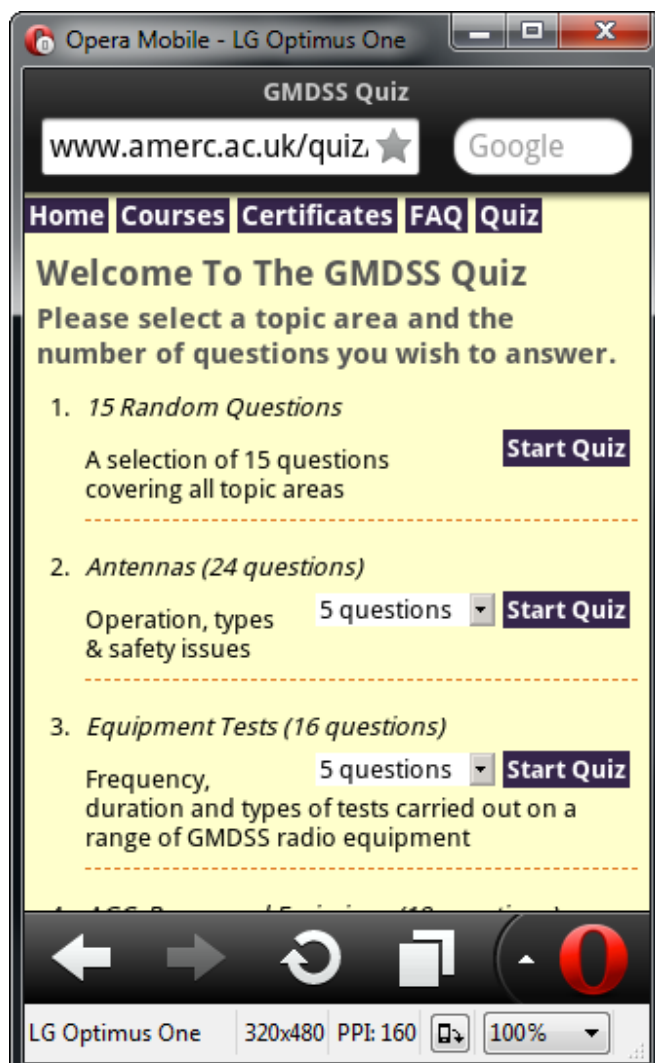 Opera Mobile - LG Optimus One
GMDSS Quiz
www.amerc.ac.uk/quiz
Google
Home Courses Certificates FAQ Quiz
Welcome To The GMDSS Quiz
Please select a topic area and the
number of questions you wish to answer.
1. 15 Random Questions
Start Quiz
A selection of 15 questions
covering all topic areas
2. Antennas (24 questions)
5 questions Start Quiz
Operation, types
& safety issues
3. Equipment Tests (16 questions)
5 questions Start Quiz
Frequency,
duration and types of tests carried out on a
range of GMDSS radio equipment
LG Optimus One 320x480 PPI: 160 100%